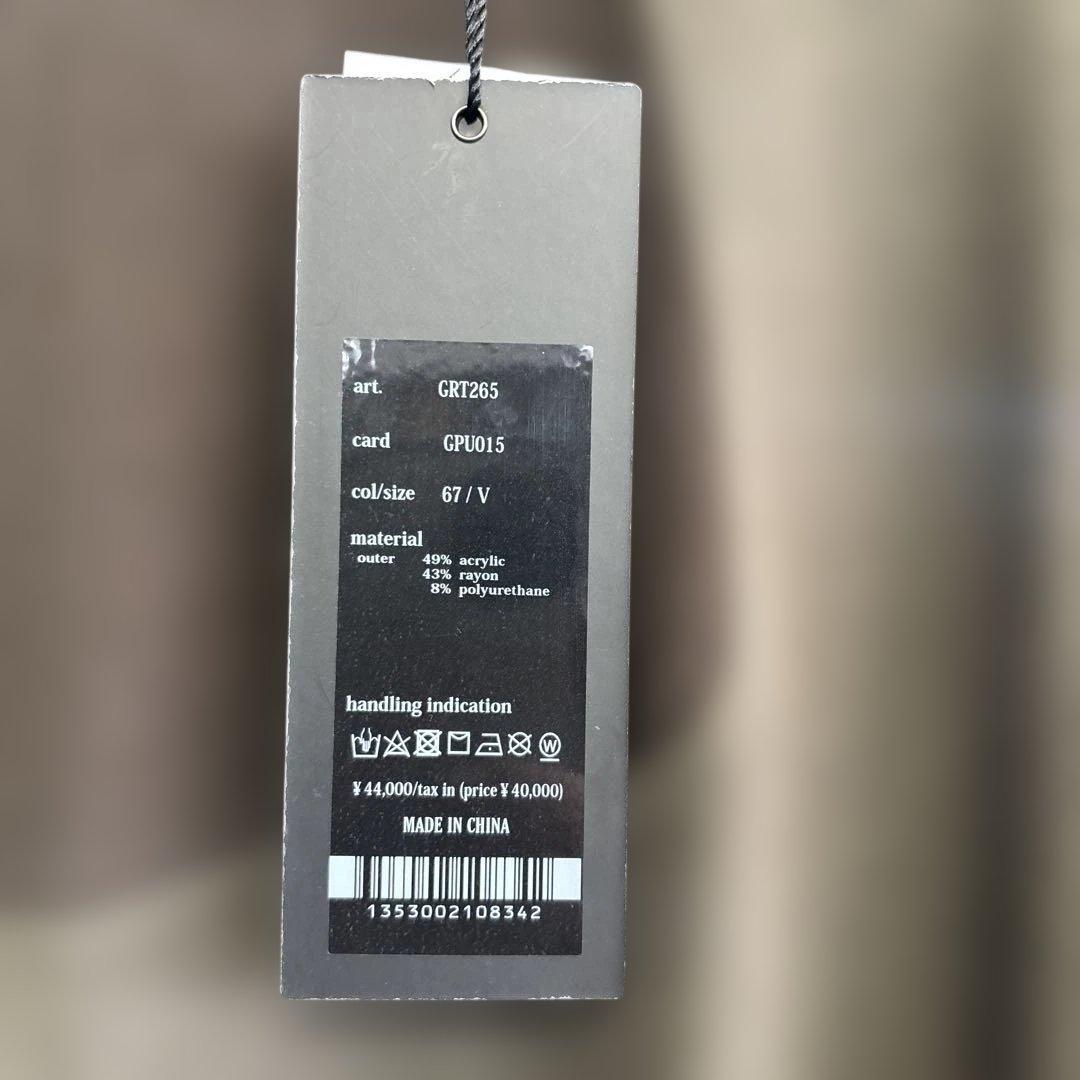 art. GRT265
card GPU015
col/size 67 / V
material
outer 49% acrylic
43% rayon
8% polyurethane
handling indication
W
¥44,000/tax in (price ¥40,000)
MADE IN CHINA
1353002108342